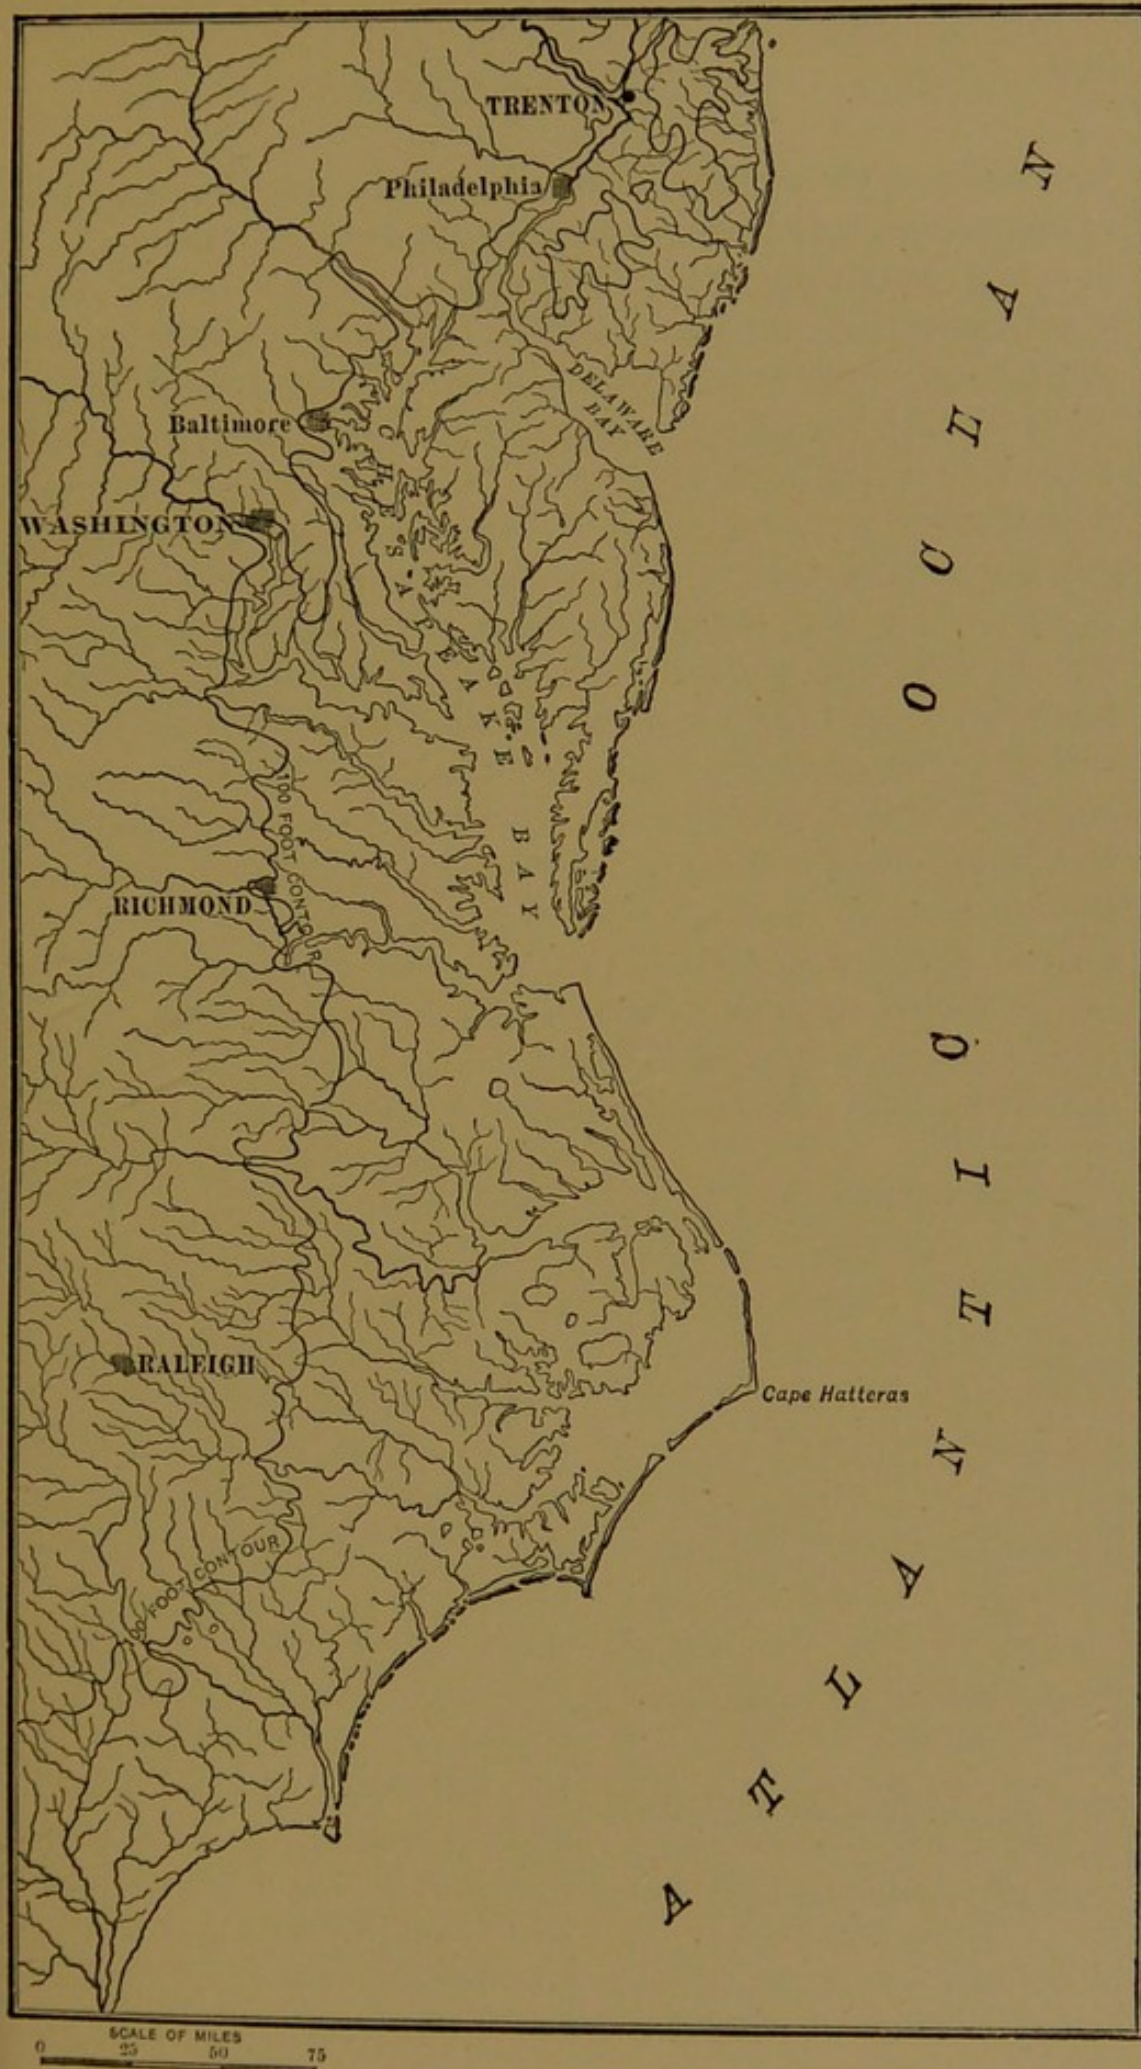 TRENTON
Philadelphia
DELAWARE
BAY
Baltimore
WASHINGTON
CHESAPEAKE BAY
100 FOOT CONTOUR
RICHMOND
RALEIGH
Cape Hatteras
00 FOOT CONTOUR
ATLANTIC OCEAN
SCALE OF MILES
0 25 50 75